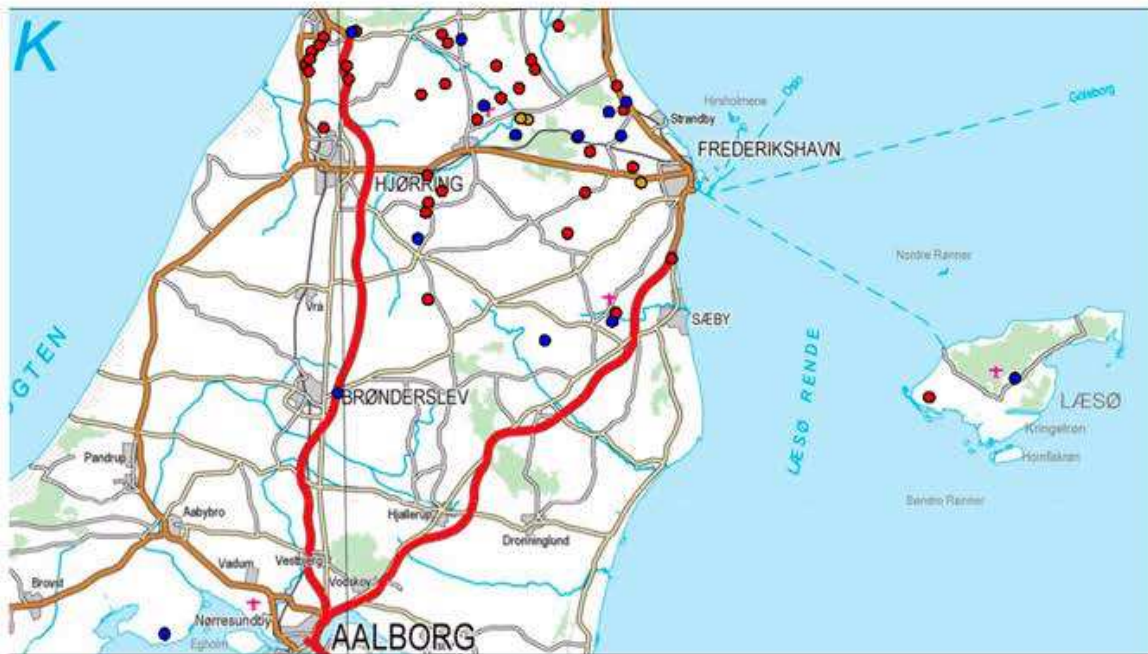 K
Hirsholmene
Oslo
Göteborg
Strandby
FREDERIKSHAVN
HJØRRING
Nordre Rønner
Vrå
SÆBY
GTEN
LÆSØ RENDE
BRØNDERSLEV
LÆSØ
Kringelrøn
Hornfiskrøn
Pandrup
Søndre Rønner
Aabybro
Hjallerup
Dronninglund
Vadum
Vestbjerg
Vodskov
Brovst
Nørresundby
Egholm
AALBORG